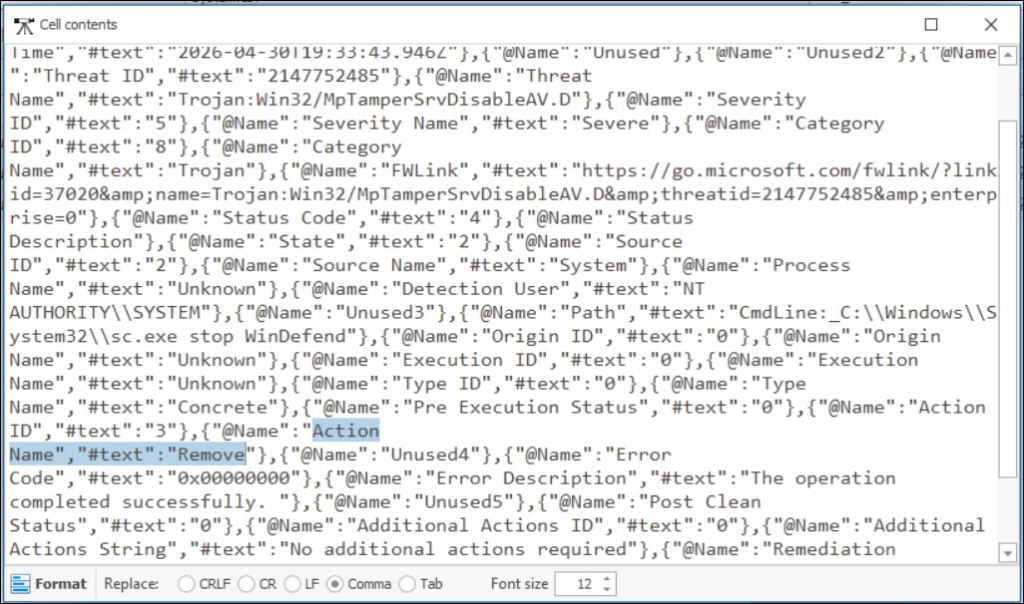 Cell contents
Time","#text":"2026-04-30T19:33:43.946Z"},{"@Name":"Unused"},{"@Name":"Unused2"},{"@Name
":"Threat ID","#text":"2147752485"},{"@Name":"Threat
Name","#text":"Trojan:Win32/MpTamperSrvDisableAV.D"},{"@Name":"Severity
ID","#text":"5"},{"@Name":"Severity Name","#text":"Severe"},{"@Name":"Category
ID","#text":"8"},{"@Name":"Category
Name","#text":"Trojan"},{"@Name":"FWLink","#text":"https://go.microsoft.com/fwlink/?link
id=37020&amp;name=Trojan:Win32/MpTamperSrvDisableAV.D&amp;threatid=2147752485&amp;enterp
rise=0"},{"@Name":"Status Code","#text":"4"},{"@Name":"Status
Description"},{"@Name":"State","#text":"2"},{"@Name":"Source
ID","#text":"2"},{"@Name":"Source Name","#text":"System"},{"@Name":"Process
Name","#text":"Unknown"},{"@Name":"Detection User","#text":"NT
AUTHORITY\\SYSTEM"},{"@Name":"Unused3"},{"@Name":"Path","#text":"CmdLine:_C:\\Windows\\S
ystem32\\sc.exe stop WinDefend"},{"@Name":"Origin ID","#text":"0"},{"@Name":"Origin
Name","#text":"Unknown"},{"@Name":"Execution ID","#text":"0"},{"@Name":"Execution
Name","#text":"Unknown"},{"@Name":"Type ID","#text":"0"},{"@Name":"Type
Name","#text":"Concrete"},{"@Name":"Pre Execution Status","#text":"0"},{"@Name":"Action
ID","#text":"3"},{"@Name":"Action
Name","#text":"Remove"},{"@Name":"Unused4"},{"@Name":"Error
Code","#text":"0x00000000"},{"@Name":"Error Description","#text":"The operation
completed successfully. "},{"@Name":"Unused5"},{"@Name":"Post Clean
Status","#text":"0"},{"@Name":"Additional Actions ID","#text":"0"},{"@Name":"Additional
Actions String","#text":"No additional actions required"},{"@Name":"Remediation
Format Replace: CRLF CR LF Comma Tab Font size 12